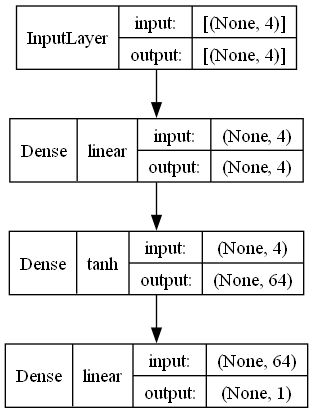 InputLayer input: [(None, 4)]
output: [(None, 4)]
Dense linear input: (None, 4)
output: (None, 4)
Dense tanh input: (None, 4)
output: (None, 64)
Dense linear input: (None, 64)
output: (None, 1)